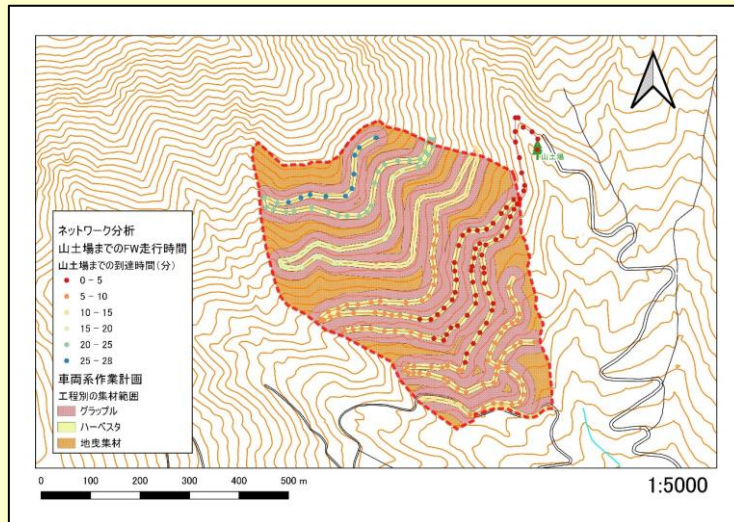 山土場
ネットワーク分析
山土場までのFW走行時間
山土場までの到達時間(分)
0 - 5
5 - 10
10 - 15
15 - 20
20 - 25
25 - 28
車両系作業計画
工程別の集材範囲
グラップル
ハーベスタ
地曳集材
0 100 200 300 400 500 m
1:5000